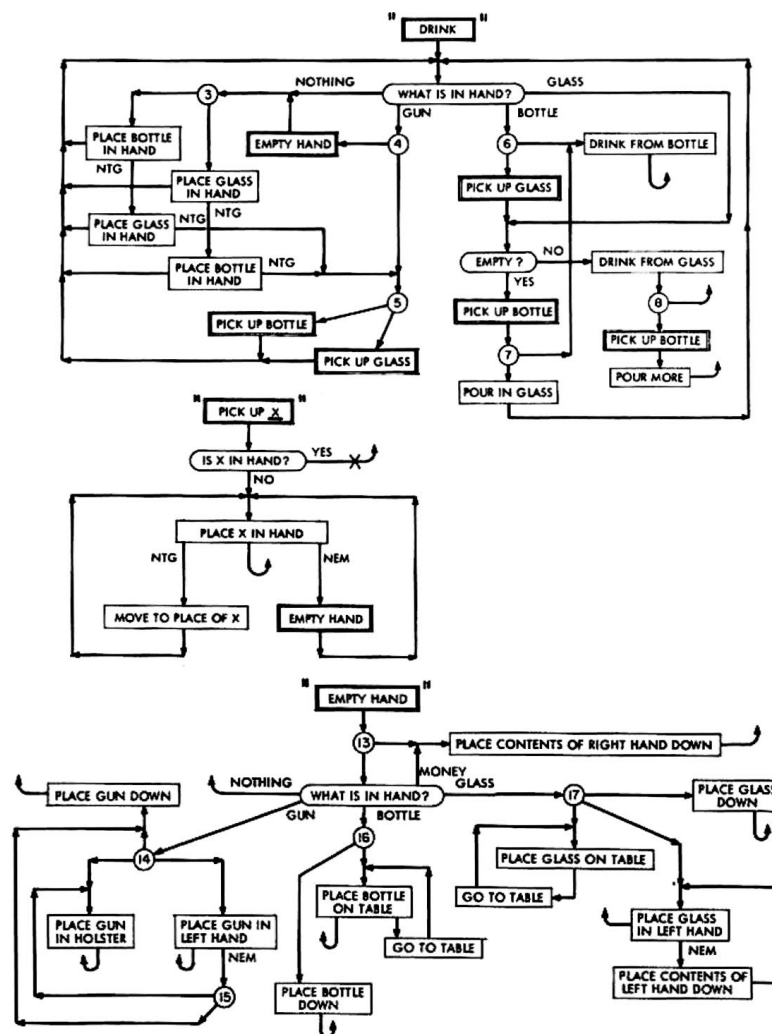 " DRINK "
NOTHING
3
WHAT IS IN HAND?
GLASS
GUN
BOTTLE
PLACE BOTTLE
IN HAND
NTG
EMPTY HAND
4
6
DRINK FROM BOTTLE
PLACE GLASS
IN HAND
NTG
PICK UP GLASS
PLACE GLASS
IN HAND
NTG
EMPTY ?
NO
DRINK FROM GLASS
YES
PLACE BOTTLE
IN HAND
NTG
5
PICK UP BOTTLE
8
PICK UP BOTTLE
PICK UP BOTTLE
7
PICK UP GLASS
POUR IN GLASS
POUR MORE
" PICK UP X "
IS X IN HAND?
YES
NO
PLACE X IN HAND
NTG
NEM
MOVE TO PLACE OF X
EMPTY HAND
" EMPTY HAND "
13
PLACE CONTENTS OF RIGHT HAND DOWN
MONEY
NOTHING
WHAT IS IN HAND?
GLASS
17
PLACE GLASS
DOWN
PLACE GUN DOWN
GUN
BOTTLE
16
14
PLACE GLASS ON TABLE
GO TO TABLE
PLACE GUN
IN HOLSTER
PLACE GUN IN
LEFT HAND
NEM
PLACE BOTTLE
ON TABLE
GO TO TABLE
PLACE GLASS
IN LEFT HAND
NEM
PLACE CONTENTS OF
LEFT HAND DOWN
15
PLACE BOTTLE
DOWN